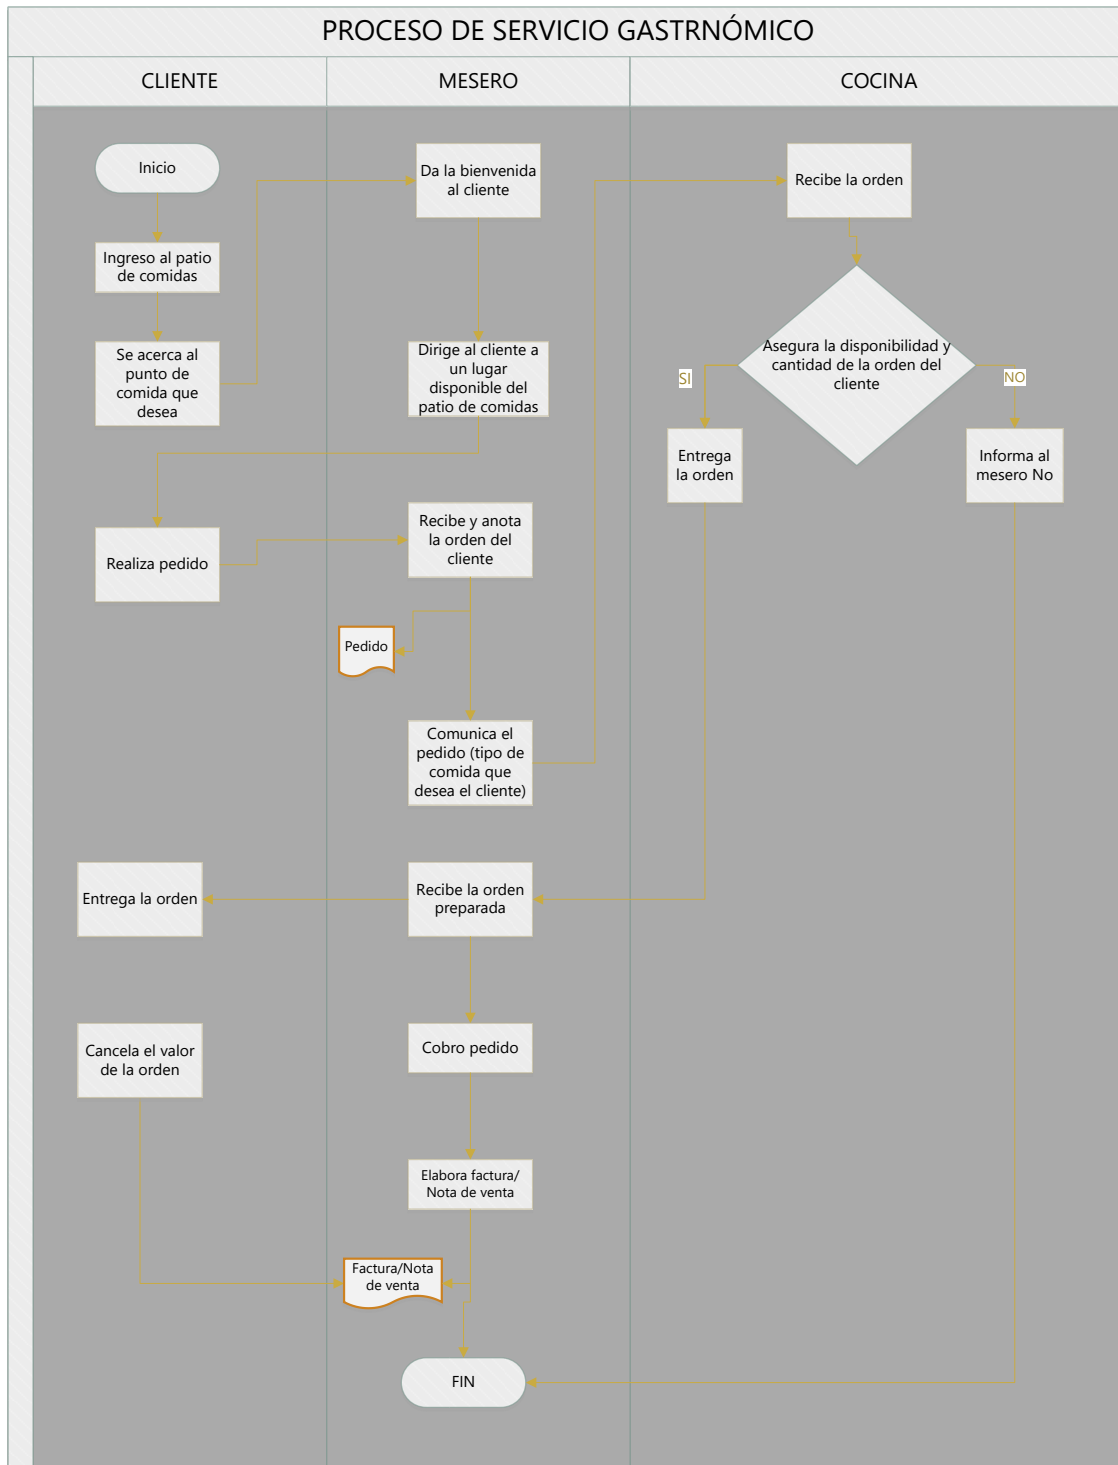 PROCESO DE SERVICIO GASTRNÓMICO
CLIENTE
MESERO
COCINA
Inicio
Da la bienvenida
al cliente
Recibe la orden
Ingreso al patio
de comidas
Se acerca al
punto de
comida que
desea
Dirige al cliente a
un lugar
disponible del
patio de comidas
Asegura la disponibilidad y
cantidad de la orden del
cliente
SI
NO
Entrega
la orden
Informa al
mesero No
Realiza pedido
Recibe y anota
la orden del
cliente
Pedido
Comunica el
pedido (tipo de
comida que
desea el cliente)
Entrega la orden
Recibe la orden
preparada
Cancela el valor
de la orden
Cobro pedido
Elabora factura/
Nota de venta
Factura/Nota
de venta
FIN